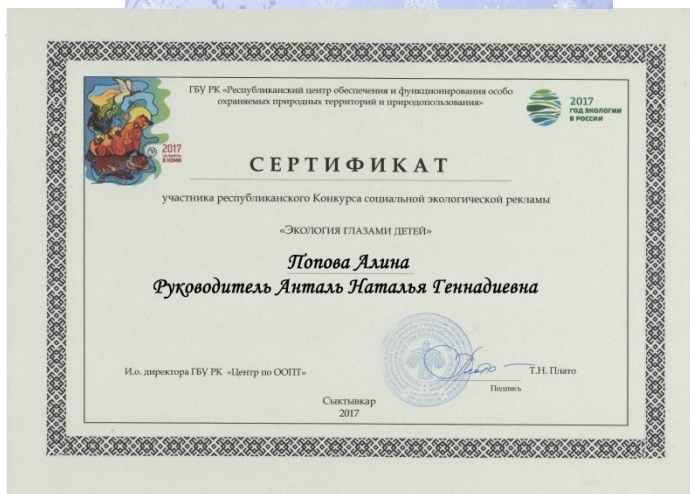 ГБУ РК «Республиканский центр обеспечения и функционирования особо
охраняемых природных территорий и природопользования»
2017
В КОМИ
2017
ГОД ЭКОЛОГИИ
В РОССИИ
СЕРТИФИКАТ
участника республиканского Конкурса социальной экологической рекламы
«ЭКОЛОГИЯ ГЛАЗАМИ ДЕТЕЙ»
Попова Алина
Руководитель Анталь Наталья Геннадиевна
И.о. директора ГБУ РК «Центр по ООПТ»
Т.Н. Плато
Подпись
Сыктывкар
2017